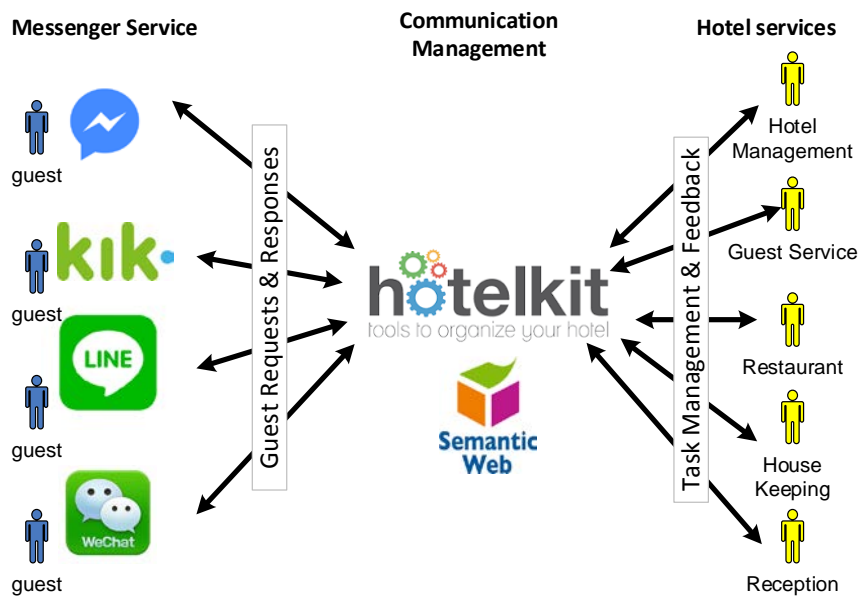 Messenger Service
Communication
Management
Hotel services
guest
kik
guest
LINE
guest
WeChat
guest
Guest Requests & Responses
hotelkit
tools to organize your hotel
Semantic
Web
Task Management & Feedback
Hotel
Management
Guest Service
Restaurant
House
Keeping
Reception